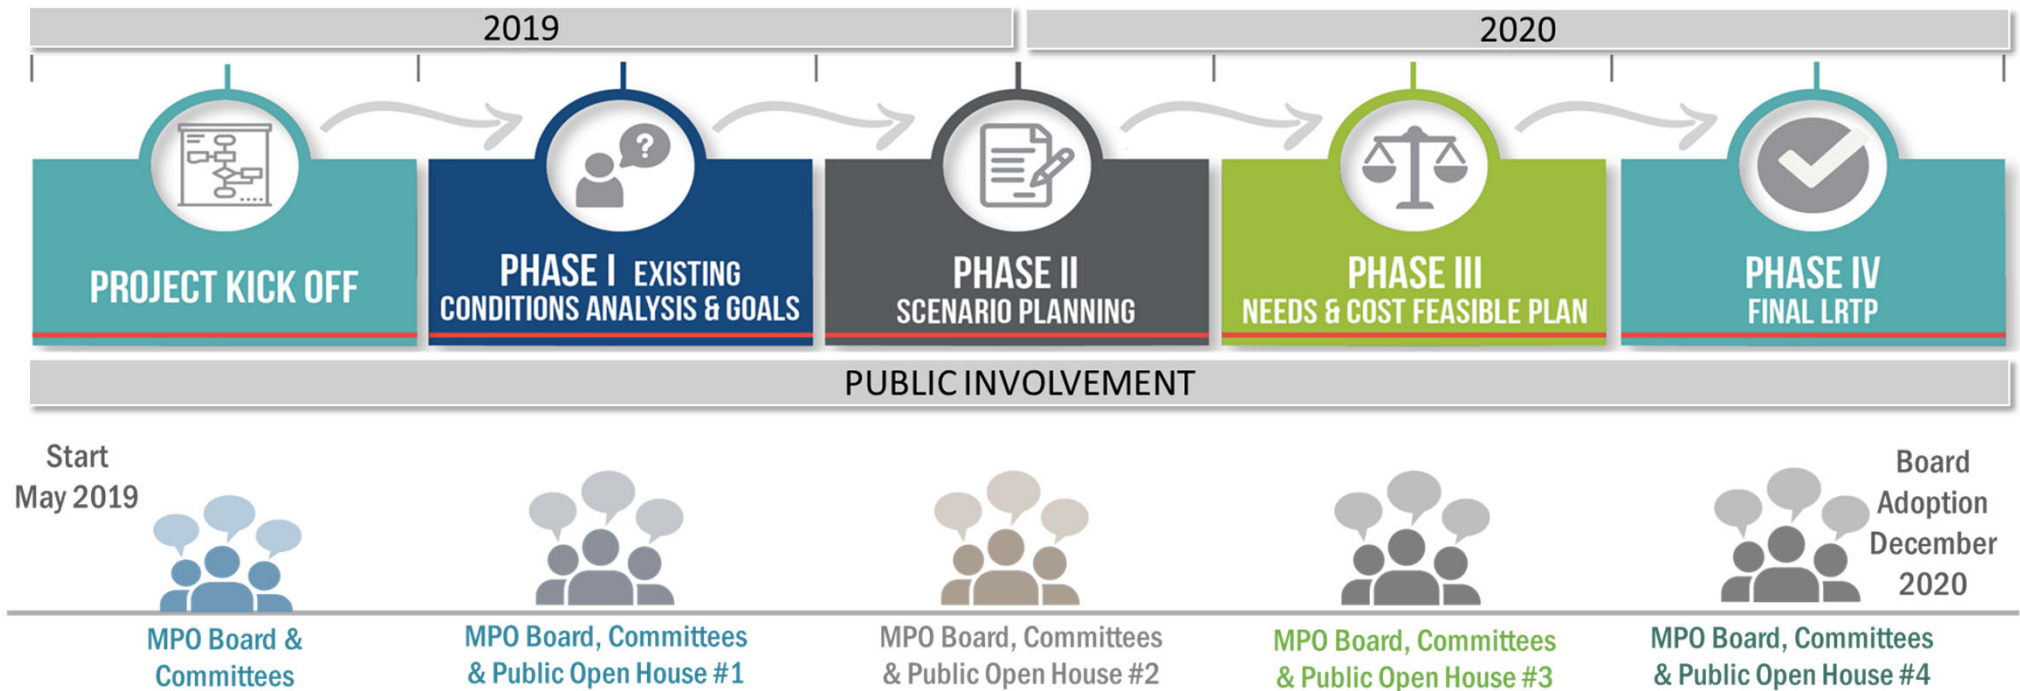 2019
2020
PROJECT KICK OFF
PHASE I EXISTING
CONDITIONS ANALYSIS & GOALS
PHASE II
SCENARIO PLANNING
PHASE III
NEEDS & COST FEASIBLE PLAN
PHASE IV
FINAL LRTP
PUBLIC INVOLVEMENT
Start
May 2019
Board
Adoption
December
2020
MPO Board &
Committees
MPO Board, Committees
& Public Open House #1
MPO Board, Committees
& Public Open House #2
MPO Board, Committees
& Public Open House #3
MPO Board, Committees
& Public Open House #4